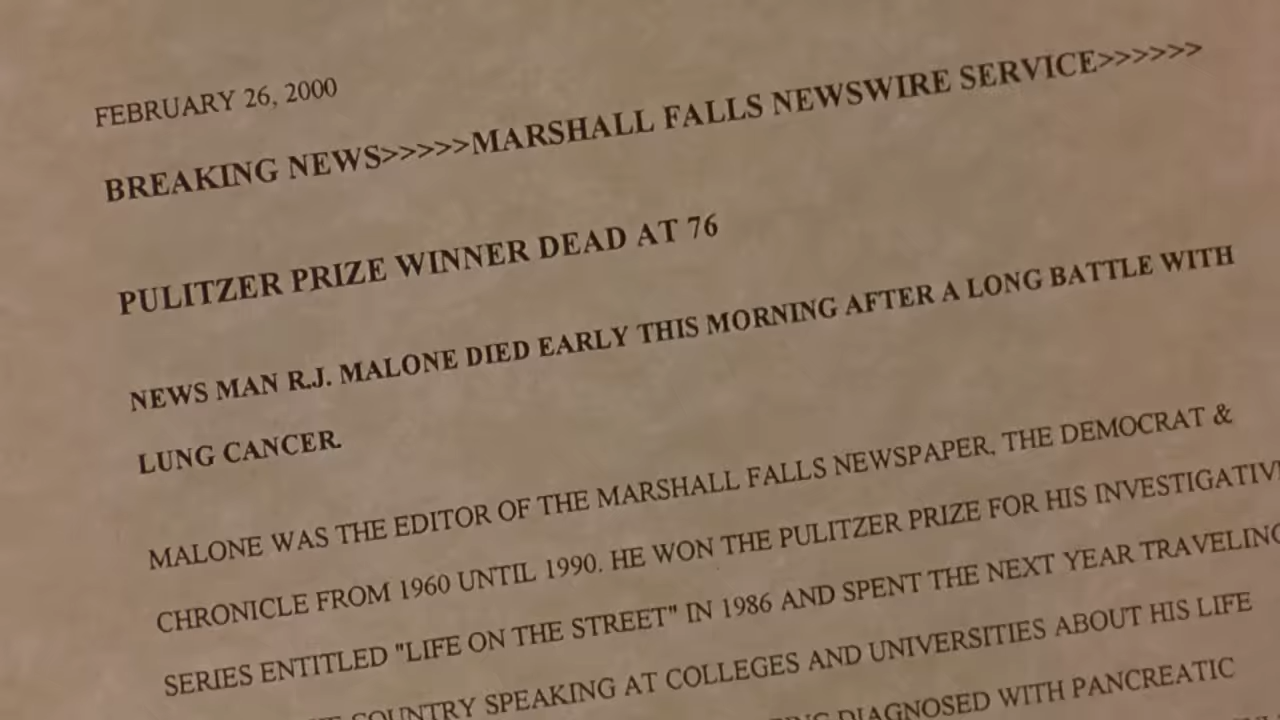 FEBRUARY 26, 2000
BREAKING NEWS>>>>>MARSHALL FALLS NEWSWIRE SERVICE>>>>>>
PULITZER PRIZE WINNER DEAD AT 76
NEWS MAN R.J. MALONE DIED EARLY THIS MORNING AFTER A LONG BATTLE WITH
LUNG CANCER.
MALONE WAS THE EDITOR OF THE MARSHALL FALLS NEWSPAPER, THE DEMOCRAT &
CHRONICLE FROM 1960 UNTIL 1990. HE WON THE PULITZER PRIZE FOR HIS INVESTIGATIVE
SERIES ENTITLED "LIFE ON THE STREET" IN 1986 AND SPENT THE NEXT YEAR TRAVELING
COUNTRY SPEAKING AT COLLEGES AND UNIVERSITIES ABOUT HIS LIFE
DIAGNOSED WITH PANCREATIC